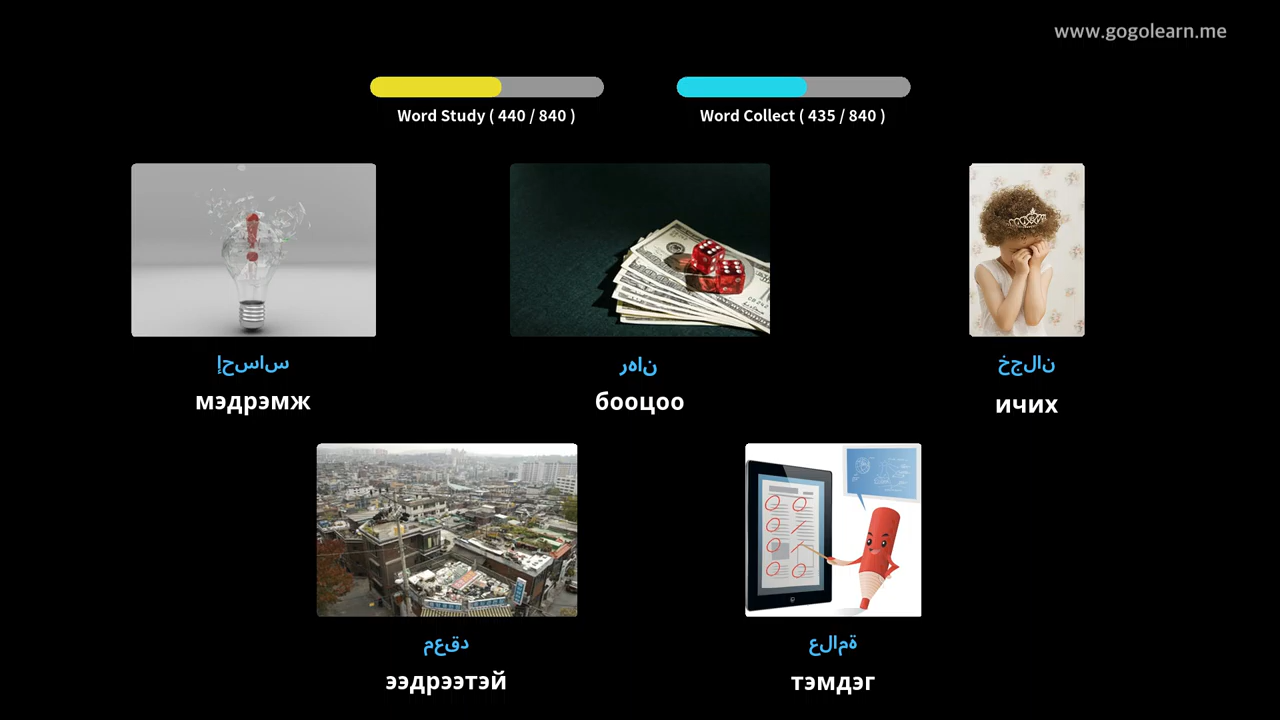 www.gogolearn.me
Word Study ( 440 / 840 )
Word Collect ( 435 / 840 )
إحساس
мэдрэмж
رهان
бооцоо
خجلان
ичих
معقد
ээдрээтэй
علامة
тэмдэг